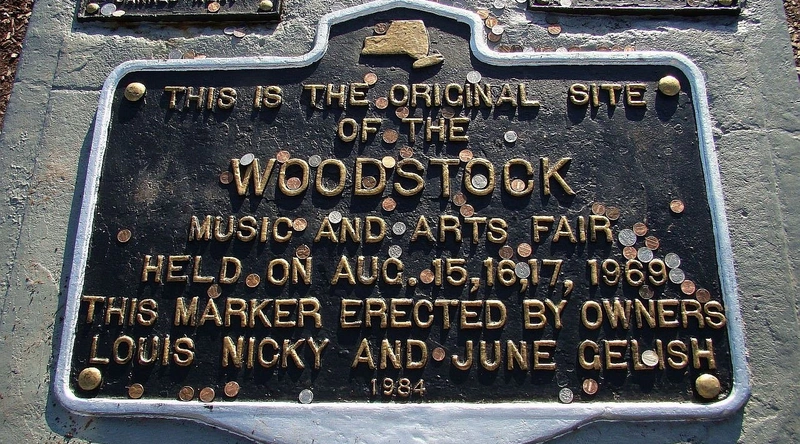 THIS IS THE ORIGINAL SITE
OF THE
WOODSTOCK
MUSIC AND ARTS FAIR
HELD ON AUG. 15,16,17, 1969
THIS MARKER ERECTED BY OWNERS
LOUIS NICKY AND JUNE GELISH
1984